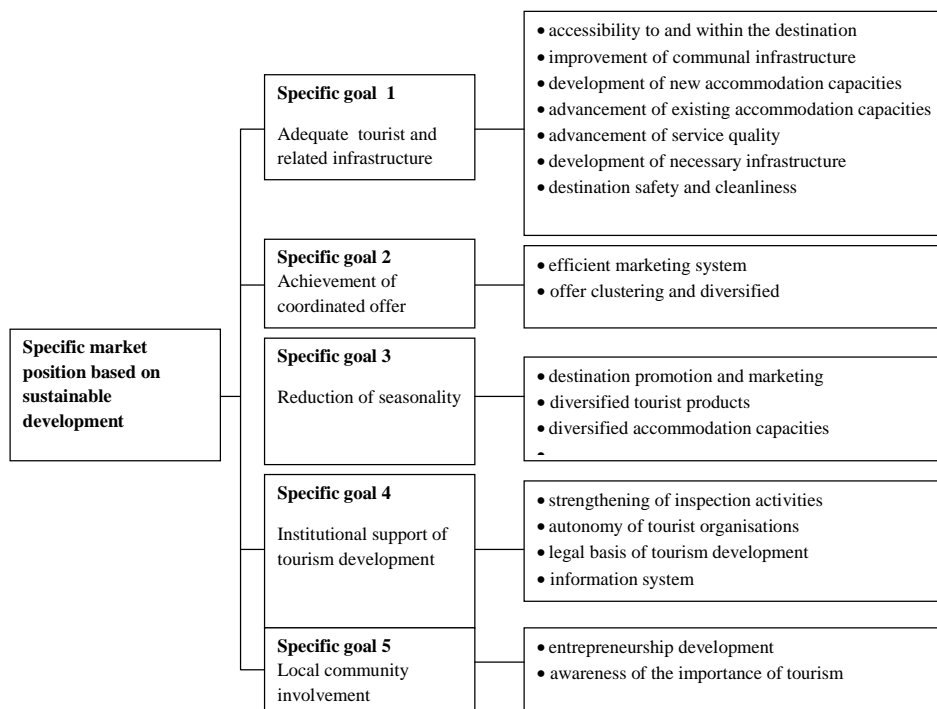 Specific market
position based on
sustainable
development
Specific goal 1
Adequate tourist and
related infrastructure
• accessibility to and within the destination
• improvement of communal infrastructure
• development of new accommodation capacities
• advancement of existing accommodation capacities
• advancement of service quality
• development of necessary infrastructure
• destination safety and cleanliness
Specific goal 2
Achievement of
coordinated offer
• efficient marketing system
• offer clustering and diversified
Specific goal 3
Reduction of seasonality
• destination promotion and marketing
• diversified tourist products
• diversified accommodation capacities
•
Specific goal 4
Institutional support of
tourism development
• strengthening of inspection activities
• autonomy of tourist organisations
• legal basis of tourism development
• information system
Specific goal 5
Local community
involvement
• entrepreneurship development
• awareness of the importance of tourism